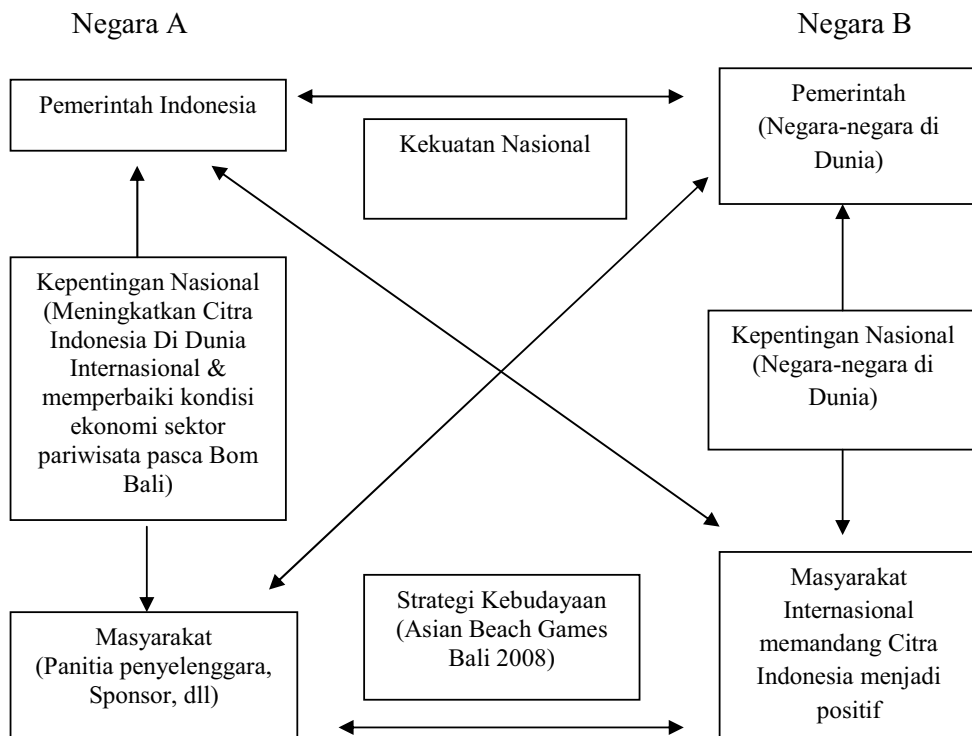 Negara A
Negara B
Pemerintah Indonesia
Pemerintah
(Negara-negara di
Dunia)
Kekuatan Nasional
Kepentingan Nasional
(Meningkatkan Citra
Indonesia Di Dunia
Internasional &
memperbaiki kondisi
ekonomi sektor
pariwisata pasca Bom
Bali)
Kepentingan Nasional
(Negara-negara di
Dunia)
Masyarakat
(Panitia penyelenggara,
Sponsor, dll)
Strategi Kebudayaan
(Asian Beach Games
Bali 2008)
Masyarakat
Internasional
memandang Citra
Indonesia menjadi
positif